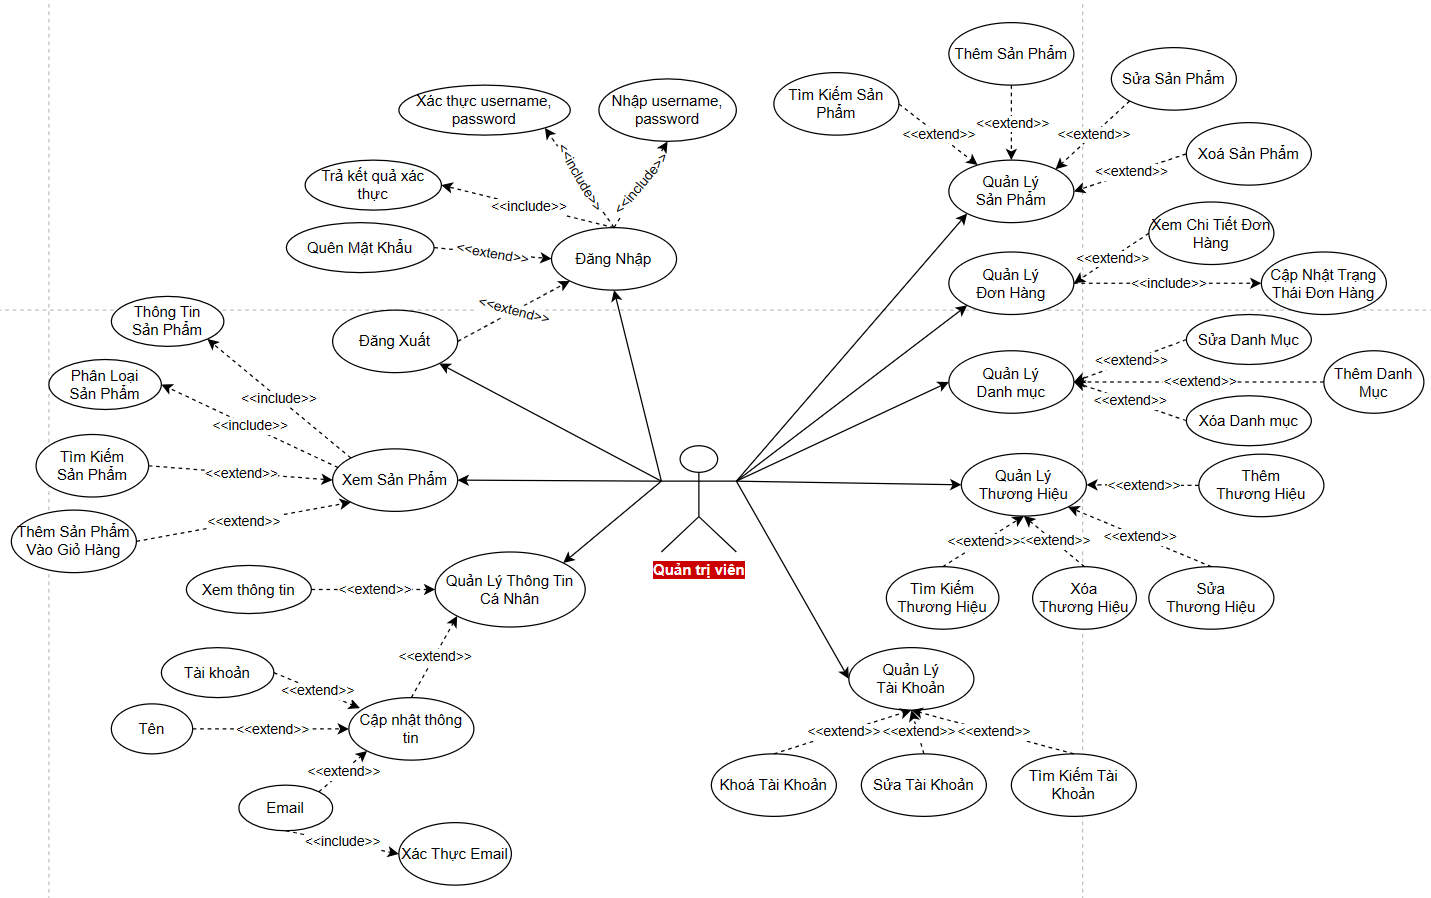 Thêm Sản Phẩm
Sửa Sản Phẩm
Tìm Kiếm Sản
Phẩm
<<extend>>
<<extend>>
<<extend>>
Xoá Sản Phẩm
<<extend>>
Quản Lý
Sản Phẩm
Xác thực username,
password
Nhập username,
password
<<include>>
<<include>>
Trả kết quả xác
thực
<<include>>
Quên Mật Khẩu
<<extend>>
Đăng Nhập
<<extend>>
Đăng Xuất
Xem Chi Tiết Đơn
Hàng
<<extend>>
Quản Lý
Đơn Hàng
<<include>>
Cập Nhật Trạng
Thái Đơn Hàng
Thông Tin
Sản Phẩm
Phân Loại
Sản Phẩm
<<include>>
<<include>>
Tìm Kiếm
Sản Phẩm
<<extend>>
Xem Sản Phẩm
Thêm Sản Phẩm
Vào Giỏ Hàng
<<extend>>
Sửa Danh Mục
<<extend>>
Quản Lý
Danh mục
<<extend>>
Thêm Danh
Mục
<<extend>>
Xóa Danh mục
Quản Lý
Thương Hiệu
<<extend>>
Thêm
Thương Hiệu
<<extend>>
<<extend>>
<<extend>>
Tìm Kiếm
Thương Hiệu
Xóa
Thương Hiệu
Sửa
Thương Hiệu
Quản trị viên
Xem thông tin
<<extend>>
Quản Lý Thông Tin
Cá Nhân
<<extend>>
Tài khoản
<<extend>>
Tên
<<extend>>
Cập nhật thông
tin
<<extend>>
Email
<<include>>
Xác Thực Email
Quản Lý
Tài Khoản
<<extend>>
<<extend>>
<<extend>>
Khoá Tài Khoản
Sửa Tài Khoản
Tìm Kiếm Tài
Khoản